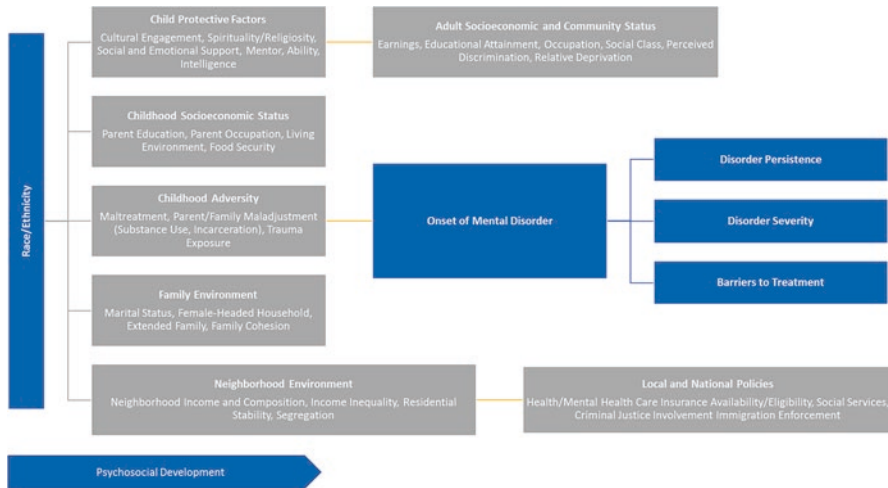 Race/Ethnicity
Child Protective Factors
Cultural Engagement, Spirituality/Religiosity,
Social and Emotional Support, Mentor, Ability,
Intelligence
Adult Socioeconomic and Community Status
Earnings, Educational Attainment, Occupation, Social Class, Perceived
Discrimination, Relative Deprivation
Childhood Socioeconomic Status
Parent Education, Parent Occupation, Living
Environment, Food Security
Childhood Adversity
Maltreatment, Parent/Family Maladjustment
(Substance Use, Incarceration), Trauma
Exposure
Onset of Mental Disorder
Disorder Persistence
Disorder Severity
Barriers to Treatment
Family Environment
Marital Status, Female-Headed Household,
Extended Family, Family Cohesion
Neighborhood Environment
Neighborhood Income and Composition, Income Inequality, Residential
Stability, Segregation
Local and National Policies
Health/Mental Health Care Insurance Availability/Eligibility, Social Services,
Criminal Justice Involvement Immigration Enforcement
Psychosocial Development